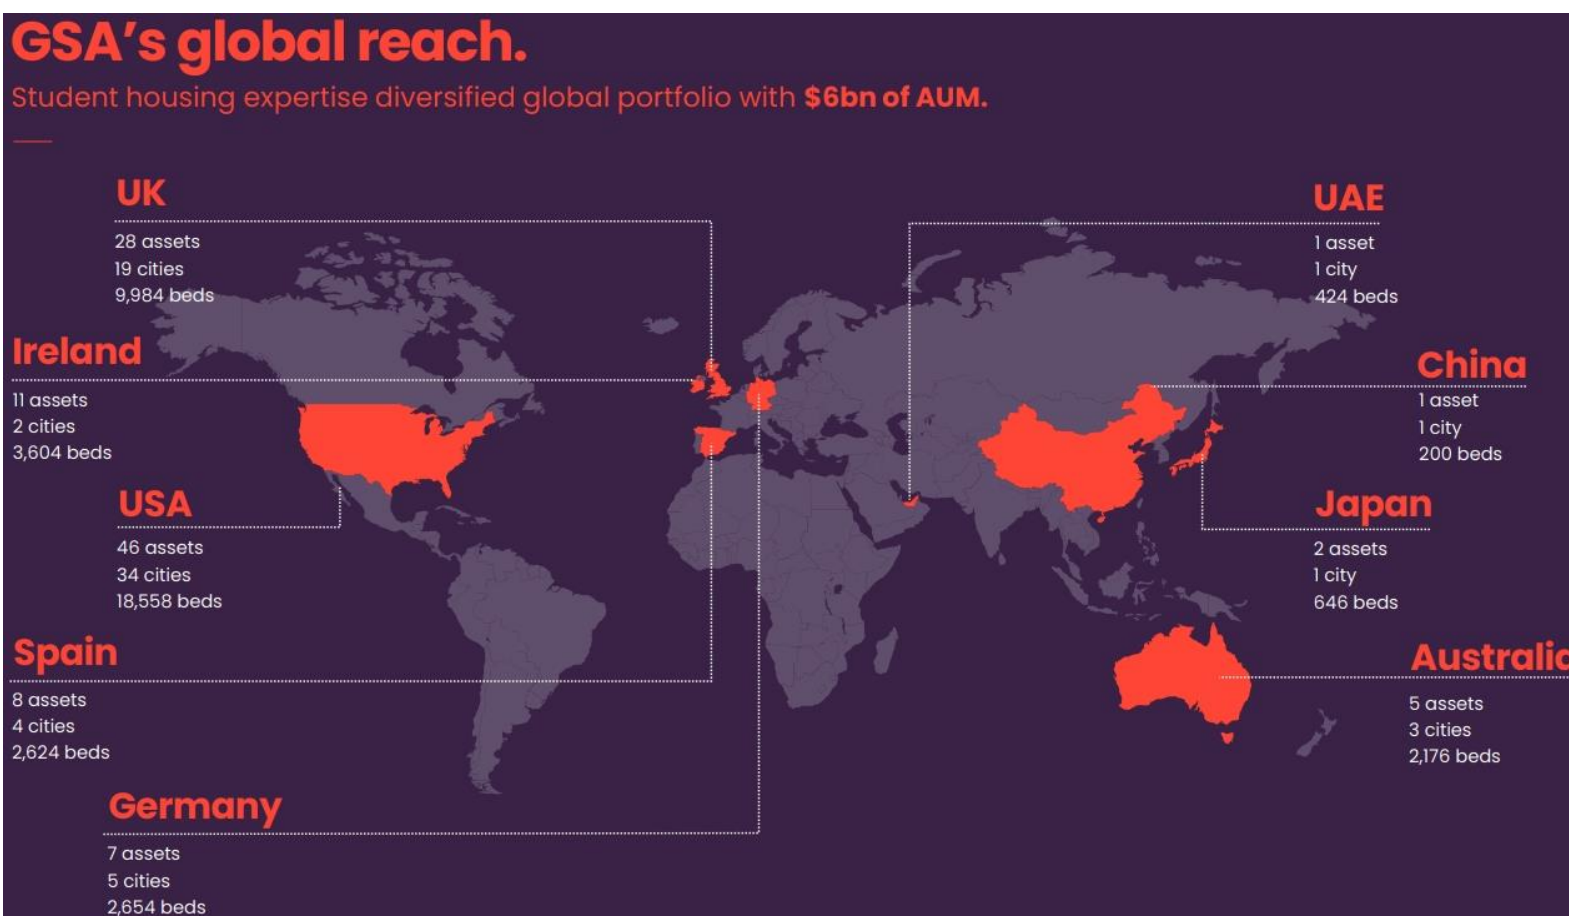 GSA's global reach.
Student housing expertise diversified global portfolio with $6bn of AUM.
UK
28 assets
19 cities
9,984 beds
Ireland
11 assets
2 cities
3,604 beds
USA
46 assets
34 cities
18,558 beds
Spain
8 assets
4 cities
2,624 beds
Germany
7 assets
5 cities
2,654 beds
UAE
1 asset
1 city
424 beds
China
1 asset
1 city
200 beds
Japan
2 assets
1 city
646 beds
Australia
5 assets
3 cities
2,176 beds